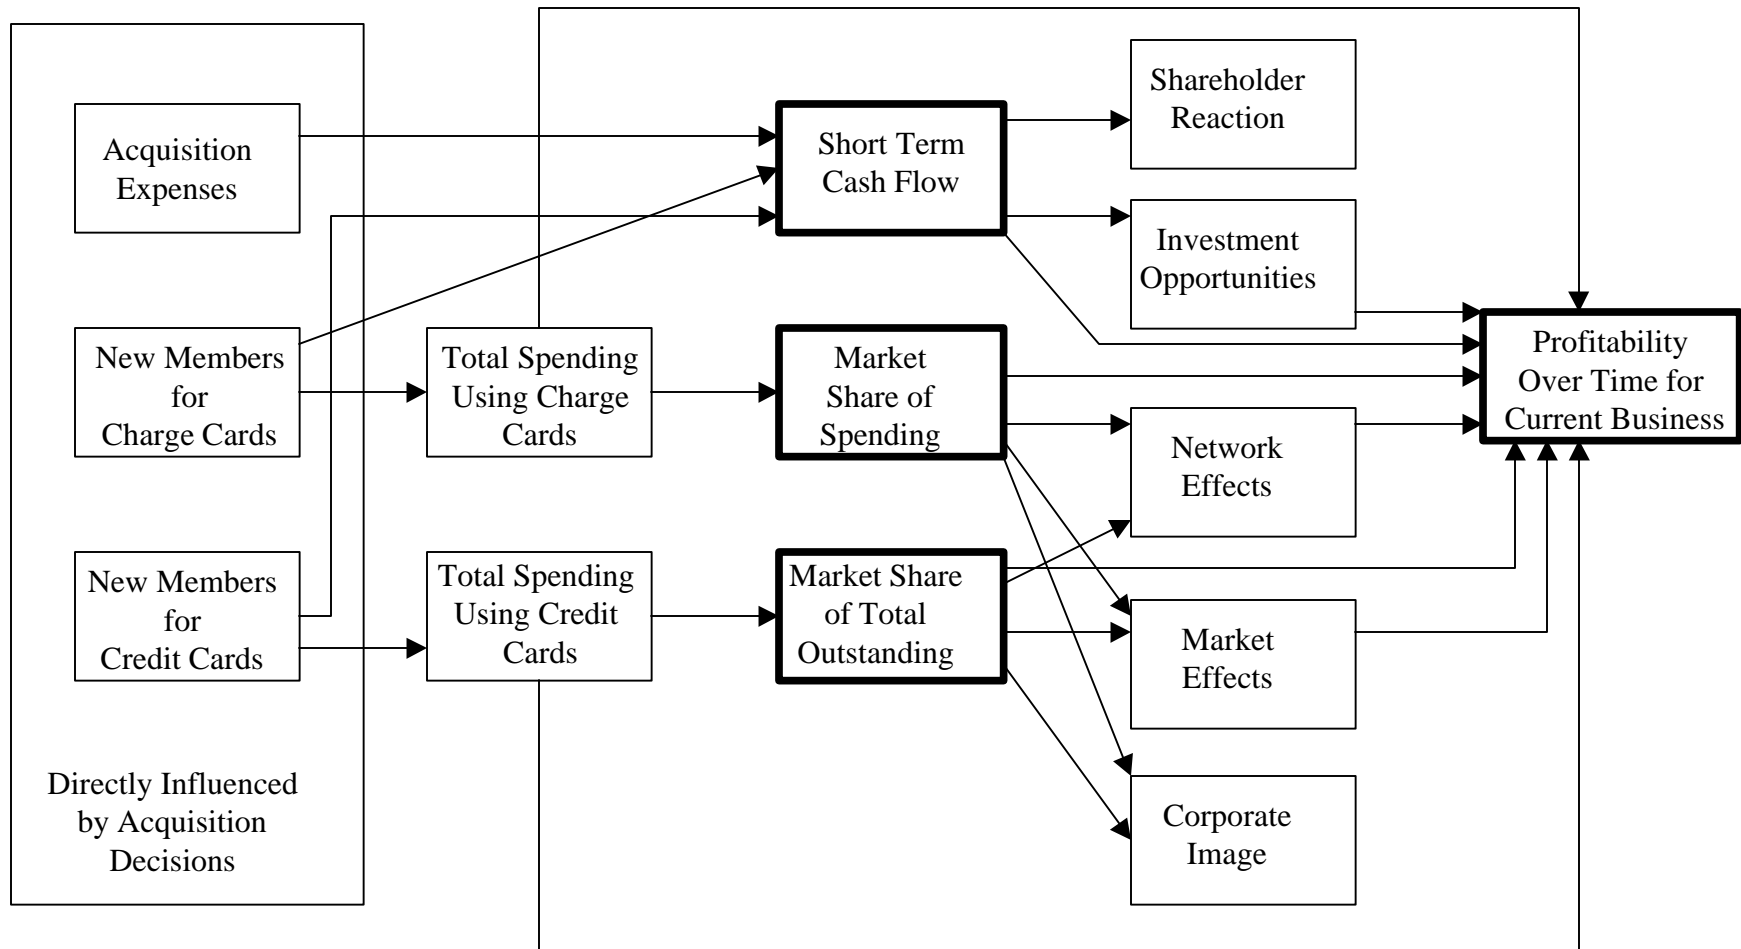 Acquisition
Expenses
New Members
for
Charge Cards
New Members
for
Credit Cards
Directly Influenced
by Acquisition
Decisions
Total Spending
Using Charge
Cards
Total Spending
Using Credit
Cards
Short Term
Cash Flow
Market
Share of
Spending
Market Share
of Total
Outstanding
Shareholder
Reaction
Investment
Opportunities
Network
Effects
Market
Effects
Corporate
Image
Profitability
Over Time for
Current Business